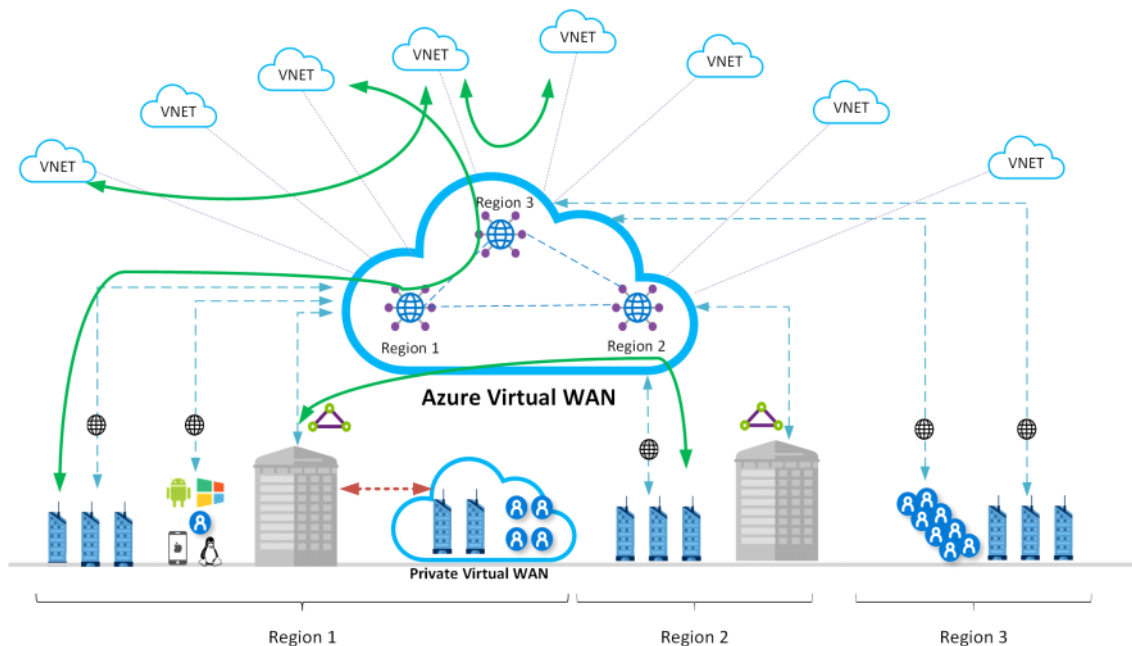 VNET
VNET
VNET
VNET
VNET
VNET
VNET
VNET
Region 3
Region 1
Region 2
Azure Virtual WAN
Private Virtual WAN
Region 1
Region 2
Region 3